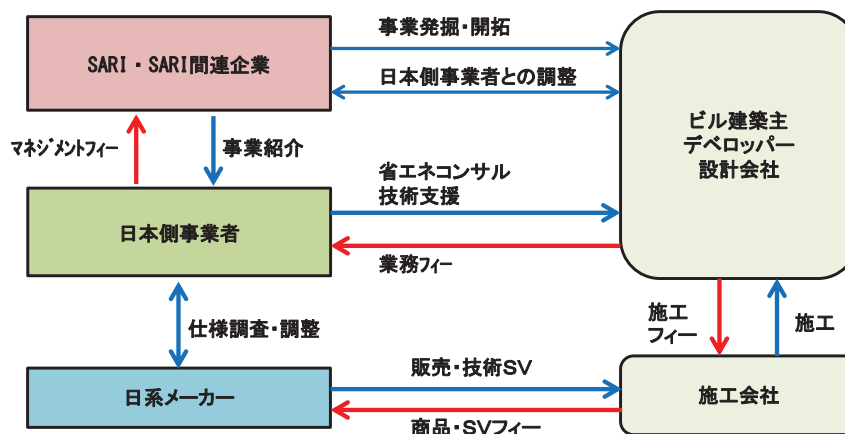 事業発掘・開拓
SARI・SARI間連企業
日本側事業者との調整
ビル建築主
デベロッパー
設計会社
マネジメントフィー
事業紹介
省エネコンサル
技術支援
日本側事業者
業務フィー
仕様調査・調整
施工
フィー
施工
販売・技術SV
日系メーカー
施工会社
商品・SVフィー